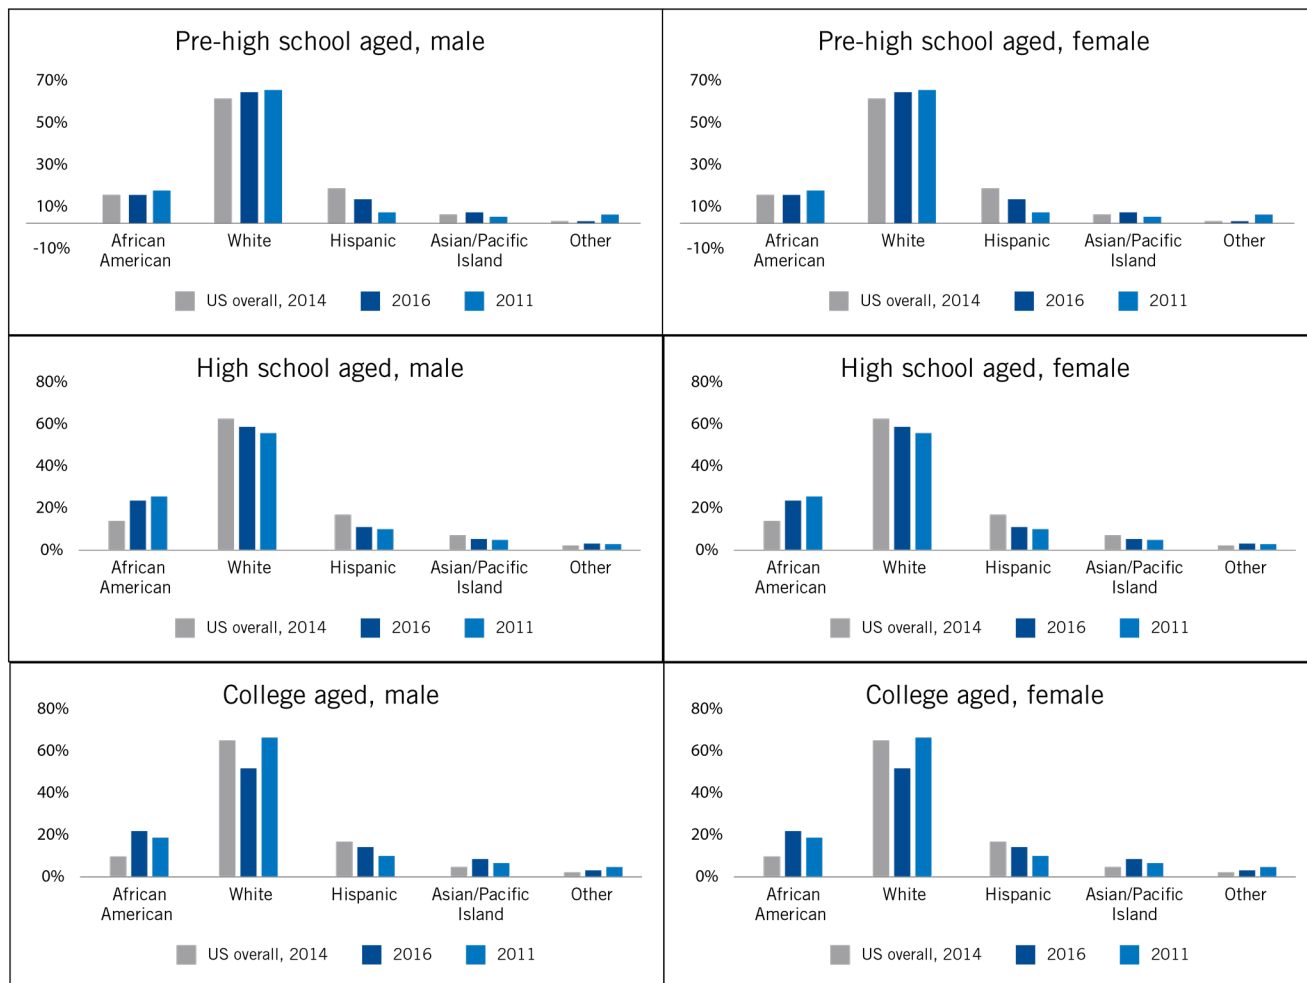 Pre-high school aged, male
70%
50%
30%
10%
-10%
African American
White
Hispanic
Asian/Pacific Island
Other
US overall, 2014 2016 2011
Pre-high school aged, female
70%
50%
30%
10%
-10%
African American
White
Hispanic
Asian/Pacific Island
Other
US overall, 2014 2016 2011
High school aged, male
80%
60%
40%
20%
0%
African American
White
Hispanic
Asian/Pacific Island
Other
US overall, 2014 2016 2011
High school aged, female
80%
60%
40%
20%
0%
African American
White
Hispanic
Asian/Pacific Island
Other
US overall, 2014 2016 2011
College aged, male
80%
60%
40%
20%
0%
African American
White
Hispanic
Asian/Pacific Island
Other
US overall, 2014 2016 2011
College aged, female
80%
60%
40%
20%
0%
African American
White
Hispanic
Asian/Pacific Island
Other
US overall, 2014 2016 2011